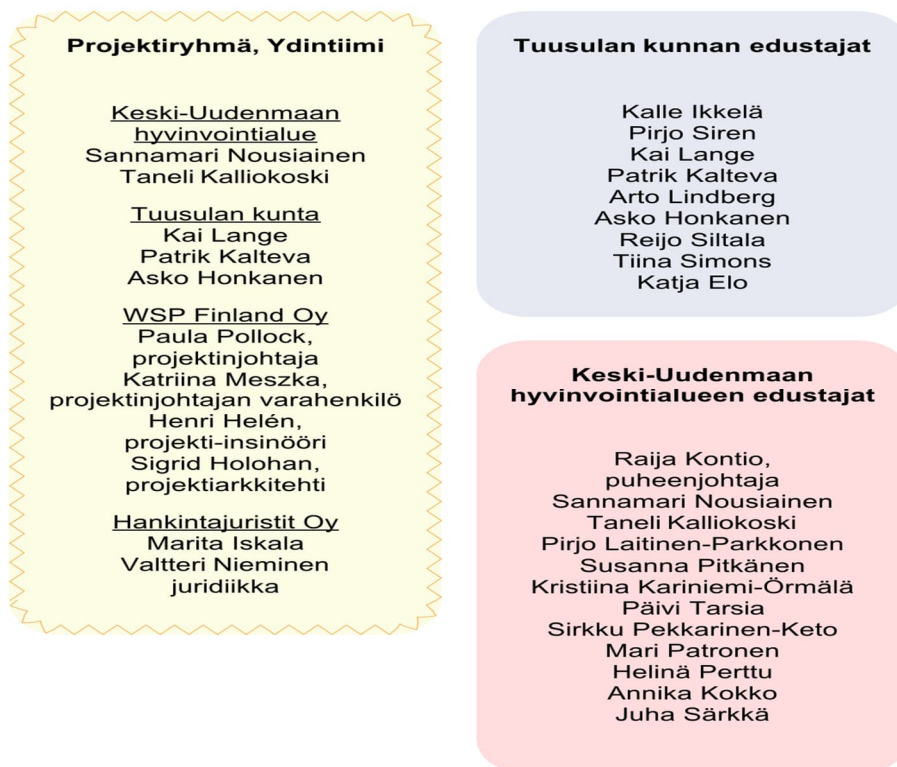 Projektiryhmä, Ydintiimi
Keski-Uudenmaan
hyvinvointialue
Sannamari Nousiainen
Taneli Kalliokoski
Tuusulan kunta
Kai Lange
Patrik Kalteva
Asko Honkanen
WSP Finland Oy
Paula Pollock,
projektinjohtaja
Katriina Meszka,
projektinjohtajan varahenkilö
Henri Helén,
projekti-insinööri
Sigrid Holohan,
projektiarkkitehti
Hankintajuristit Oy
Marita Iskala
Valtteri Nieminen
juridiikka
Tuusulan kunnan edustajat
Kalle Ikkelä
Pirjo Siren
Kai Lange
Patrik Kalteva
Arto Lindberg
Asko Honkanen
Reijo Siltala
Tiina Simons
Katja Elo
Keski-Uudenmaan
hyvinvointialueen edustajat
Raija Kontio,
puheenjohtaja
Sannamari Nousiainen
Taneli Kalliokoski
Pirjo Laitinen-Parkkonen
Susanna Pitkänen
Kristiina Kariniemi-Örmälä
Päivi Tarsia
Sirkku Pekkarinen-Keto
Mari Patronen
Helinä Perttu
Annika Kokko
Juha Särkkä